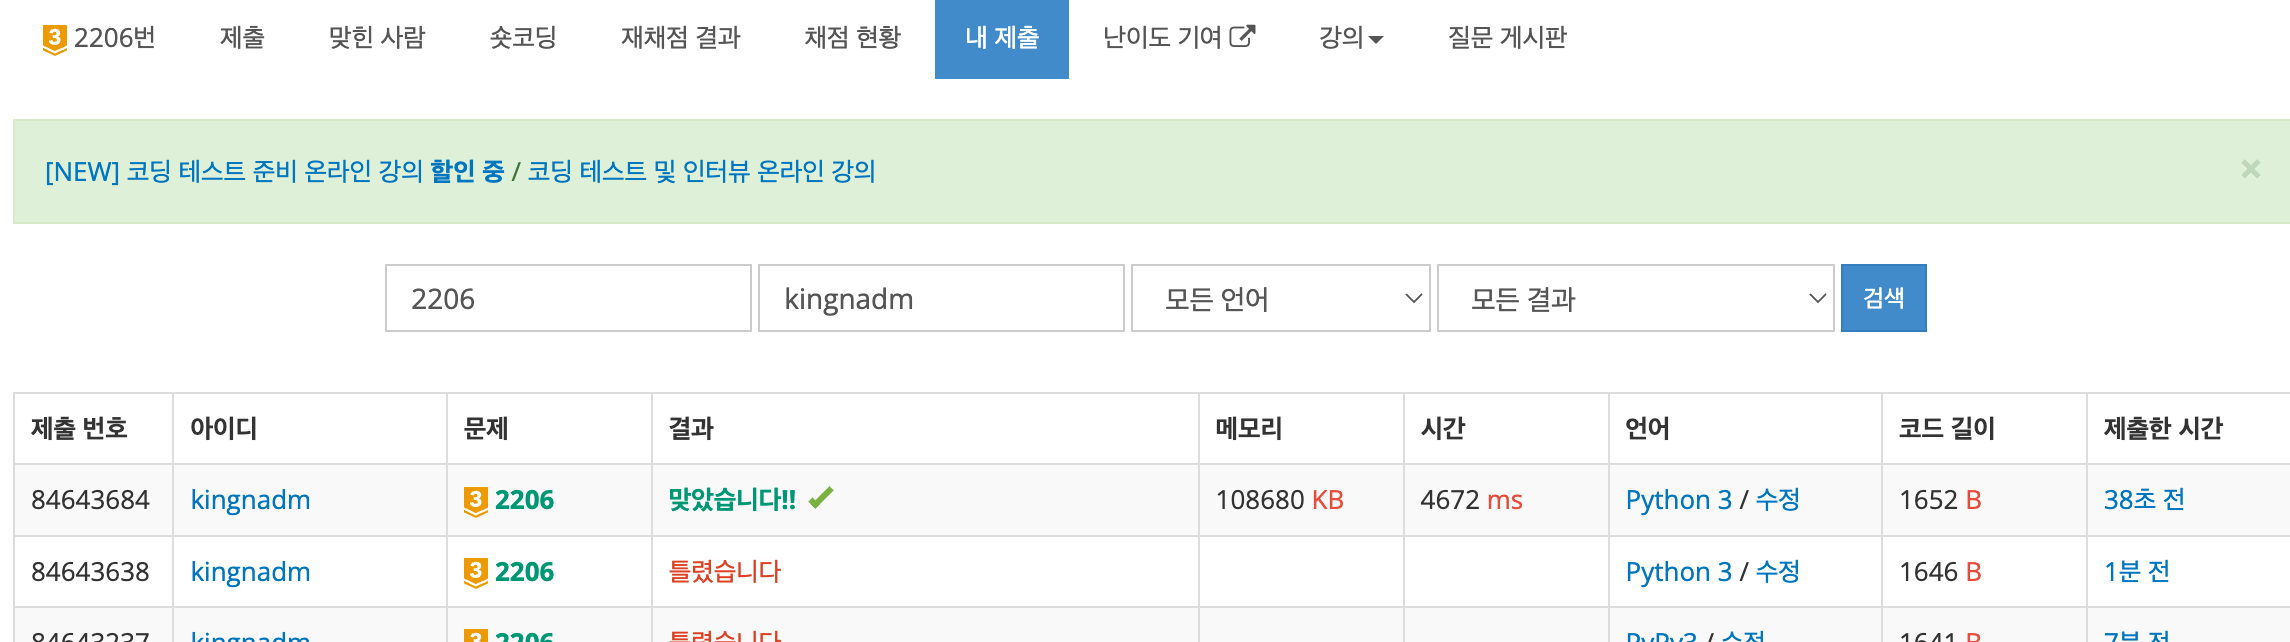 3 2206번 제출 맞힌 사람 숏코딩 재채점 결과 채점 현황 내 제출 난이도 기여 강의 질문 게시판
[NEW] 코딩 테스트 준비 온라인 강의 할인 중 / 코딩 테스트 및 인터뷰 온라인 강의 ×
2206 kingnadm 모든 언어 모든 결과 검색
제출 번호 아이디 문제 결과 메모리 시간 언어 코드 길이 제출한 시간
84643684 kingnadm 3 2206 맞았습니다!! 108680 KB 4672 ms Python 3 / 수정 1652 B 38초 전
84643638 kingnadm 3 2206 틀렸습니다 Python 3 / 수정 1646 B 1분 전
84643237 kingnadm 3 2206 틀렸습니다 PyPy3 / 수정 1641 B 7분 전